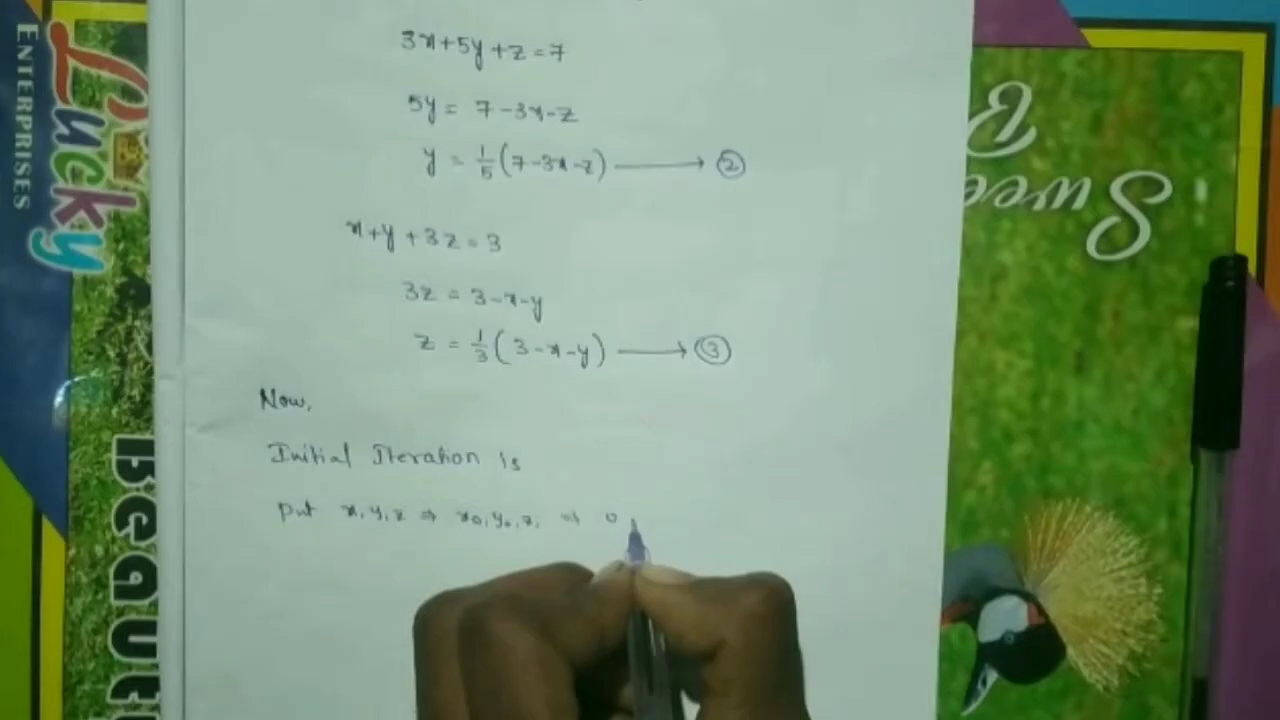 3x+5y+z=7
5y= 7-3x-z
y = 1/5(7-3x-z) ——→ ②
x+y+3z=3
3z = 3-x-y
z = 1/3(3-x-y) ——→ ③
Now,
Initial Iteration is
put x,y,z ⇒ x0,y0,z, ⇒ 0
Lucky
ENTERPRISES
Beaut
B
Swee